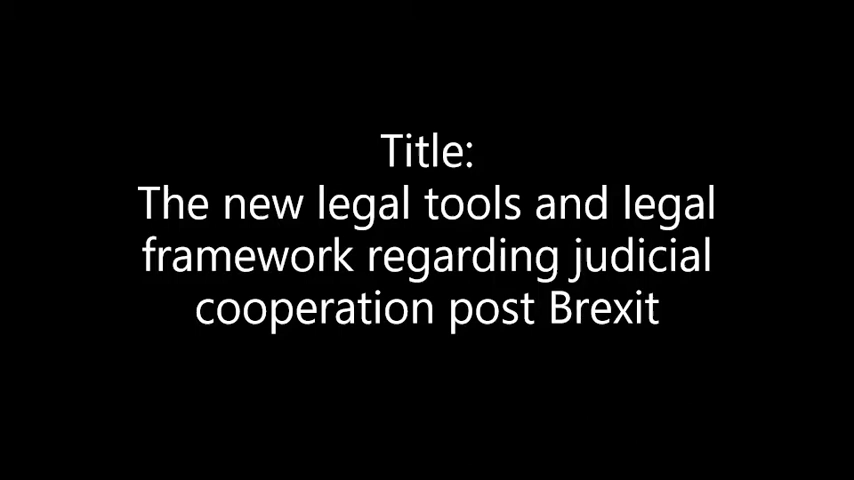 Title:
The new legal tools and legal
framework regarding judicial
cooperation post Brexit